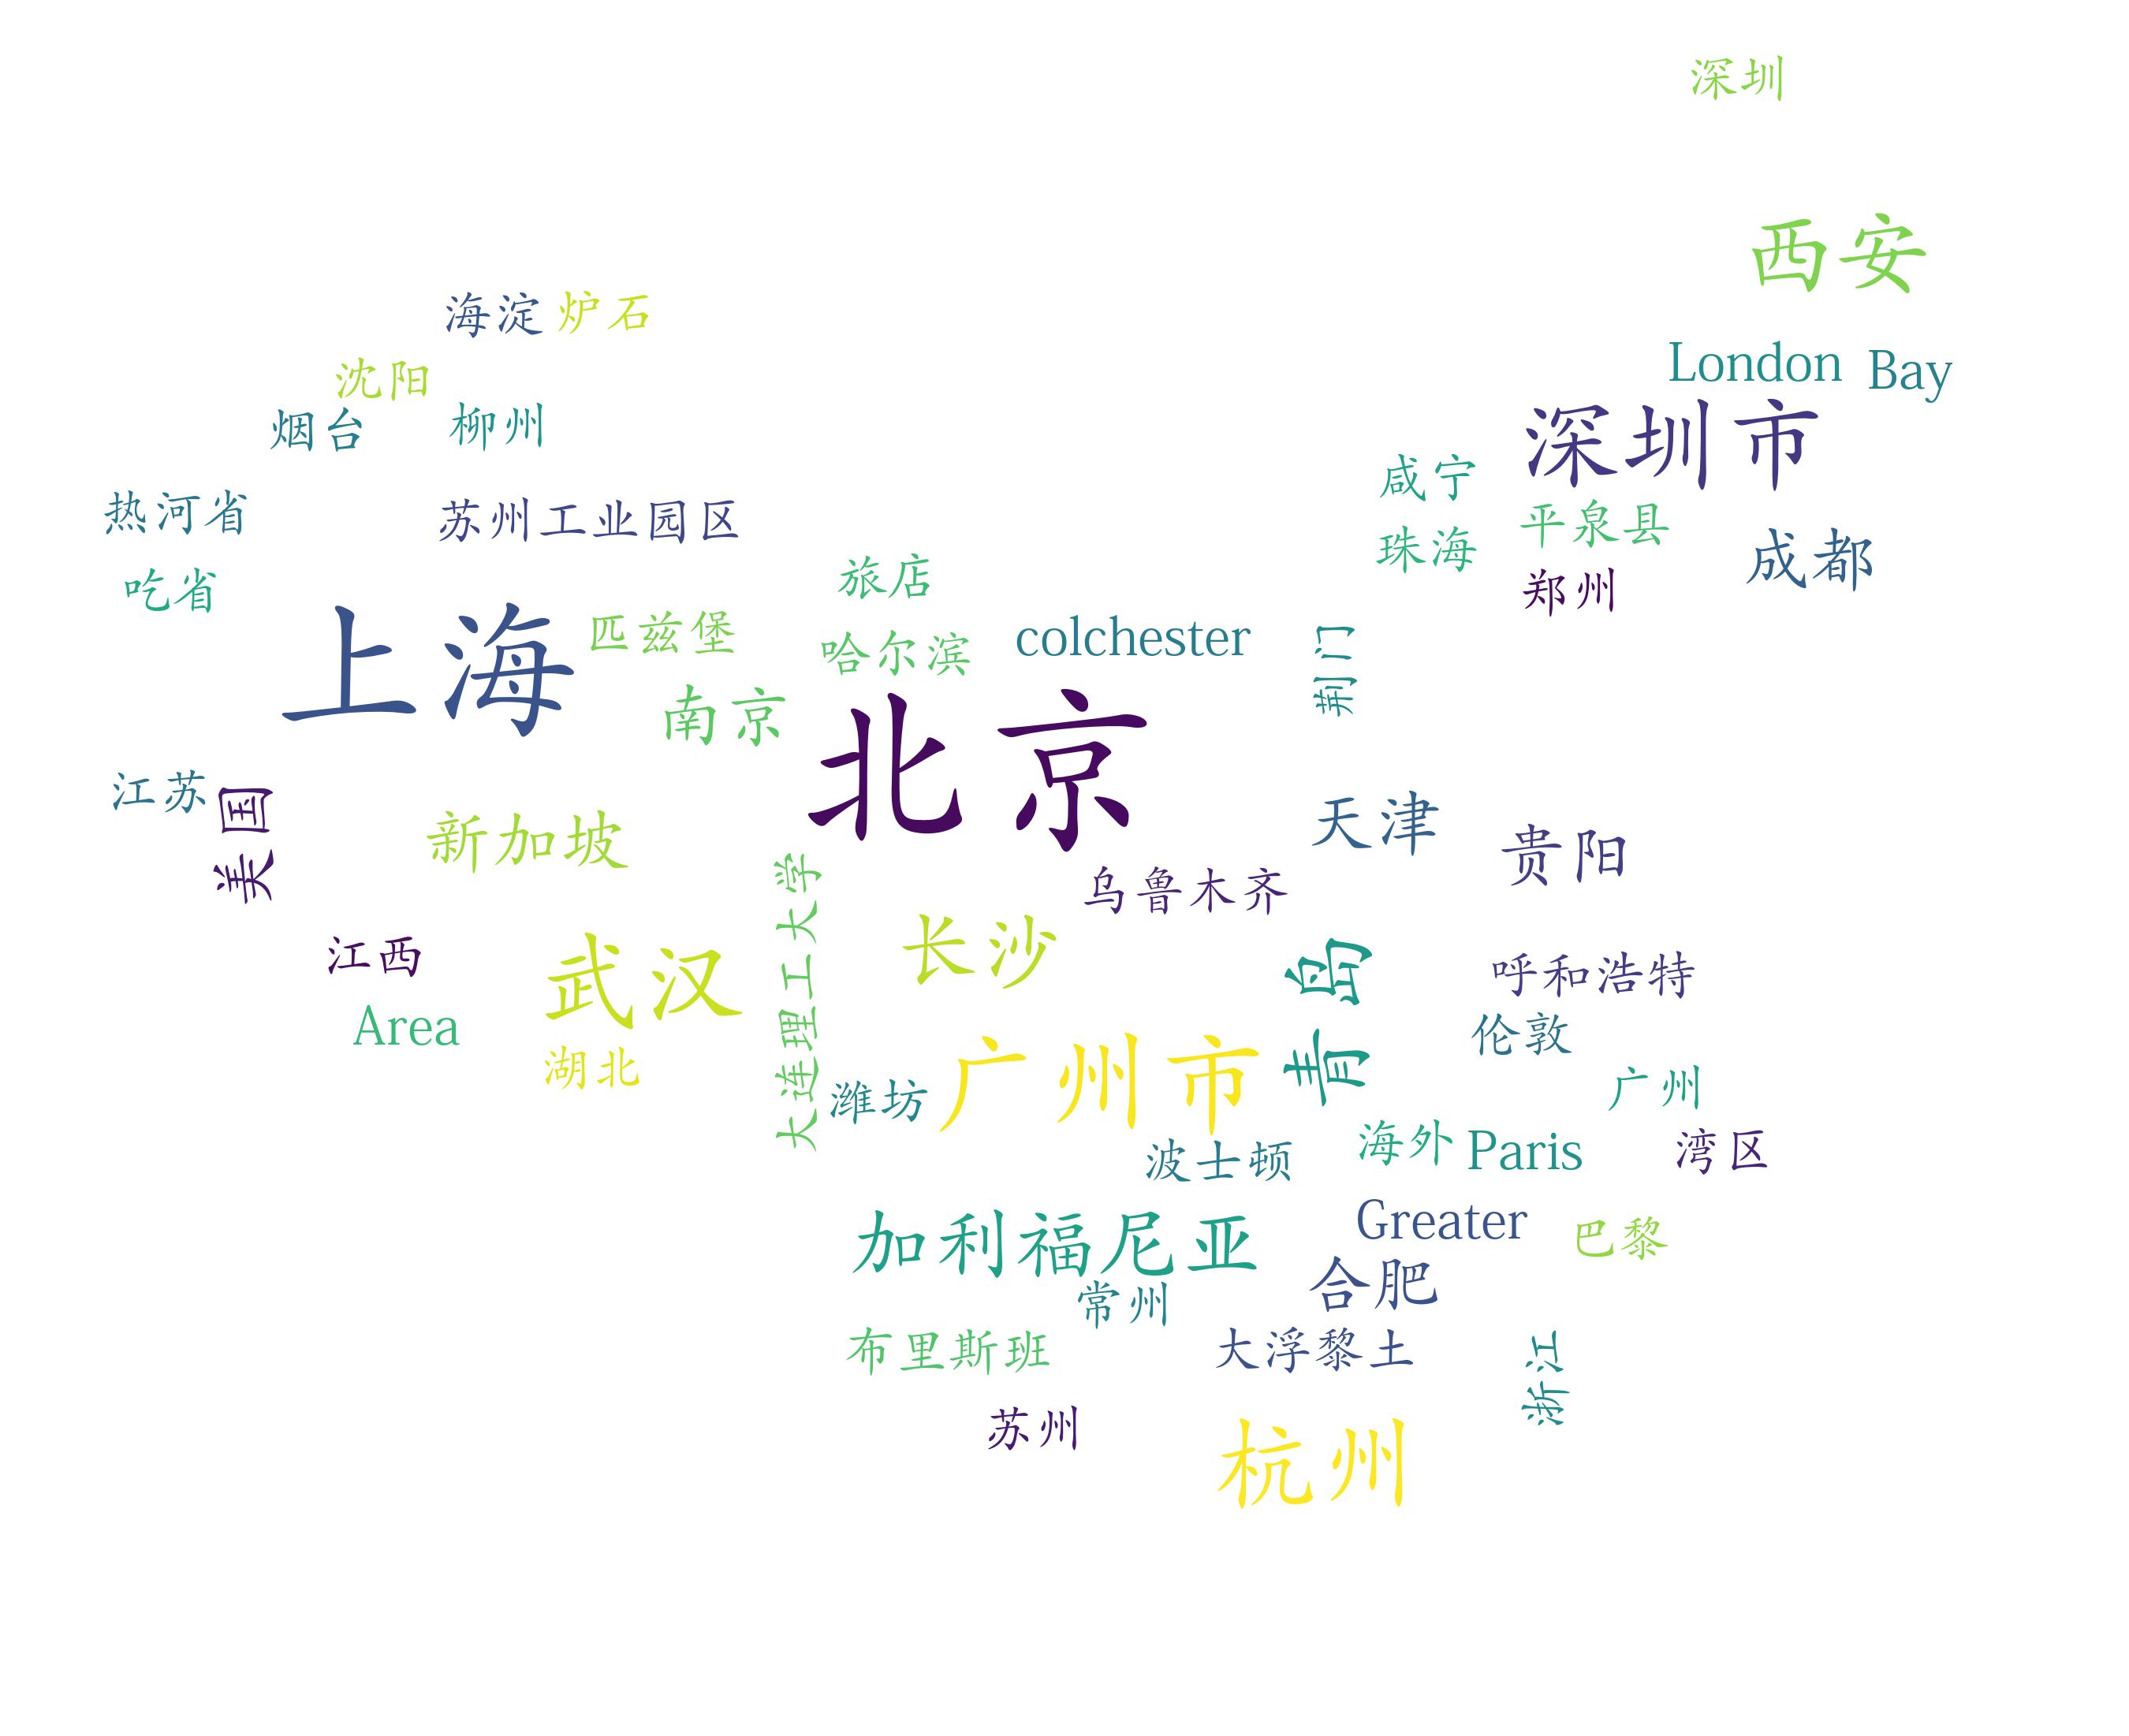 深圳
西安
海淀
炉石
London
Bay
沈阳
烟台
柳州
深圳市
咸宁
热河省
苏州工业园区
平泉县
珠海
成都
旅店
吃省
郑州
匹兹堡
哈尔滨
colchester
上海
南京
北京
江苏
美国
新加坡
天津
贵阳
乌鲁木齐
江西
武汉
长沙
大连理工大学
青岛
呼和浩特
Area
伦敦
湖北
广州市
潍坊
广州
波士顿
海外
Paris
湾区
加利福尼亚
Greater
巴黎
合肥
常州
布里斯班
大浮黎土
浙江
苏州
杭州